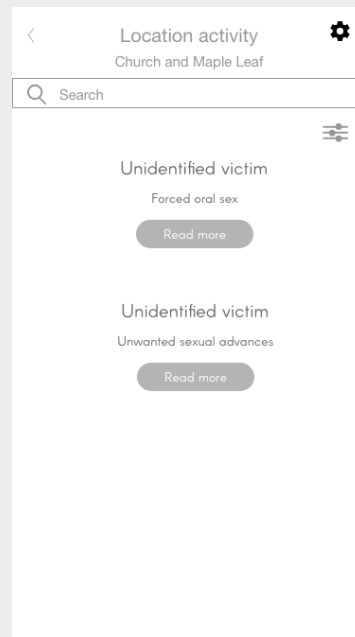 Location activity
Church and Maple Leaf
Search
Unidentified victim
Forced oral sex
Read more
Unidentified victim
Unwanted sexual advances
Read more